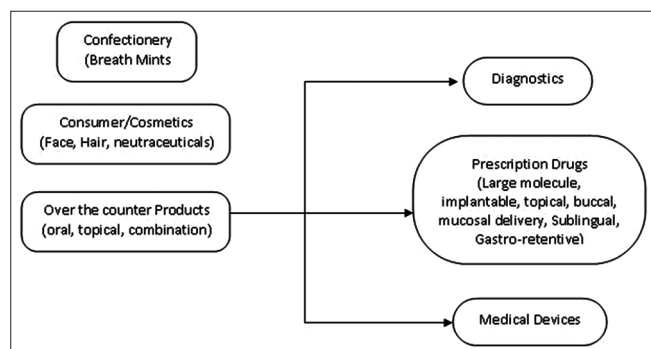 Confectionery
(Breath Mints
Consumer/Cosmetics
(Face, Hair, neutraceuticals)
Over the counter Products
(oral, topical, combination)
Diagnostics
Prescription Drugs
(Large molecule,
implantable, topical, buccal,
mucosal delivery, Sublingual,
Gastro-retentive)
Medical Devices